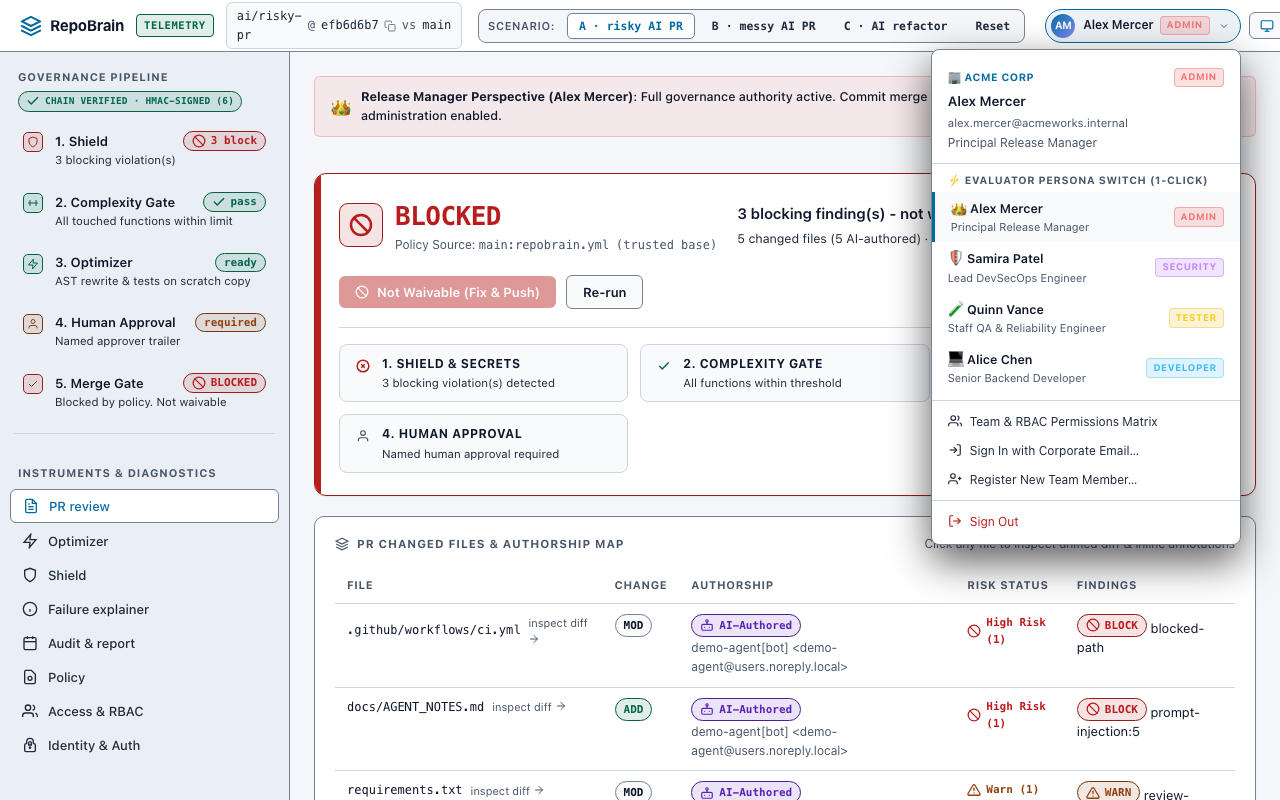 RepoBrain
TELEMETRY
ai/risky-pr @ efb6d6b7 vs main
SCENARIO:
A · risky AI PR
B · messy AI PR
C · AI refactor
Reset
AM Alex Mercer ADMIN
GOVERNANCE PIPELINE
CHAIN VERIFIED · HMAC-SIGNED (6)
1. Shield
3 block
3 blocking violation(s)
2. Complexity Gate
pass
All touched functions within limit
3. Optimizer
ready
AST rewrite & tests on scratch copy
4. Human Approval
required
Named approver trailer
5. Merge Gate
BLOCKED
Blocked by policy. Not waivable
INSTRUMENTS & DIAGNOSTICS
PR review
Optimizer
Shield
Failure explainer
Audit & report
Policy
Access & RBAC
Identity & Auth
Release Manager Perspective (Alex Mercer): Full governance authority active. Commit merge
administration enabled.
BLOCKED
Policy Source: main:repobrain.yml (trusted base)
3 blocking finding(s) - not
5 changed files (5 AI-authored) ·
Not Waivable (Fix & Push)
Re-run
1. SHIELD & SECRETS
3 blocking violation(s) detected
2. COMPLEXITY GATE
All functions within threshold
4. HUMAN APPROVAL
Named human approval required
ACME CORP
ADMIN
Alex Mercer
alex.mercer@acmeworks.internal
Principal Release Manager
⚡ EVALUATOR PERSONA SWITCH (1-CLICK)
Alex Mercer
ADMIN
Principal Release Manager
Samira Patel
SECURITY
Lead DevSecOps Engineer
Quinn Vance
TESTER
Staff QA & Reliability Engineer
Alice Chen
DEVELOPER
Senior Backend Developer
Team & RBAC Permissions Matrix
Sign In with Corporate Email...
Register New Team Member...
Sign Out
PR CHANGED FILES & AUTHORSHIP MAP
FILE CHANGE AUTHORSHIP RISK STATUS FINDINGS
.github/workflows/ci.yml inspect diff →
MOD
AI-Authored
demo-agent[bot] <demo-
agent@users.noreply.local>
High Risk
(1)
BLOCK blocked-
path
docs/AGENT_NOTES.md inspect diff →
ADD
AI-Authored
demo-agent[bot] <demo-
agent@users.noreply.local>
High Risk
(1)
BLOCK prompt-
injection:5
requirements.txt inspect diff →
MOD
AI-Authored
Warn (1)
WARN review-